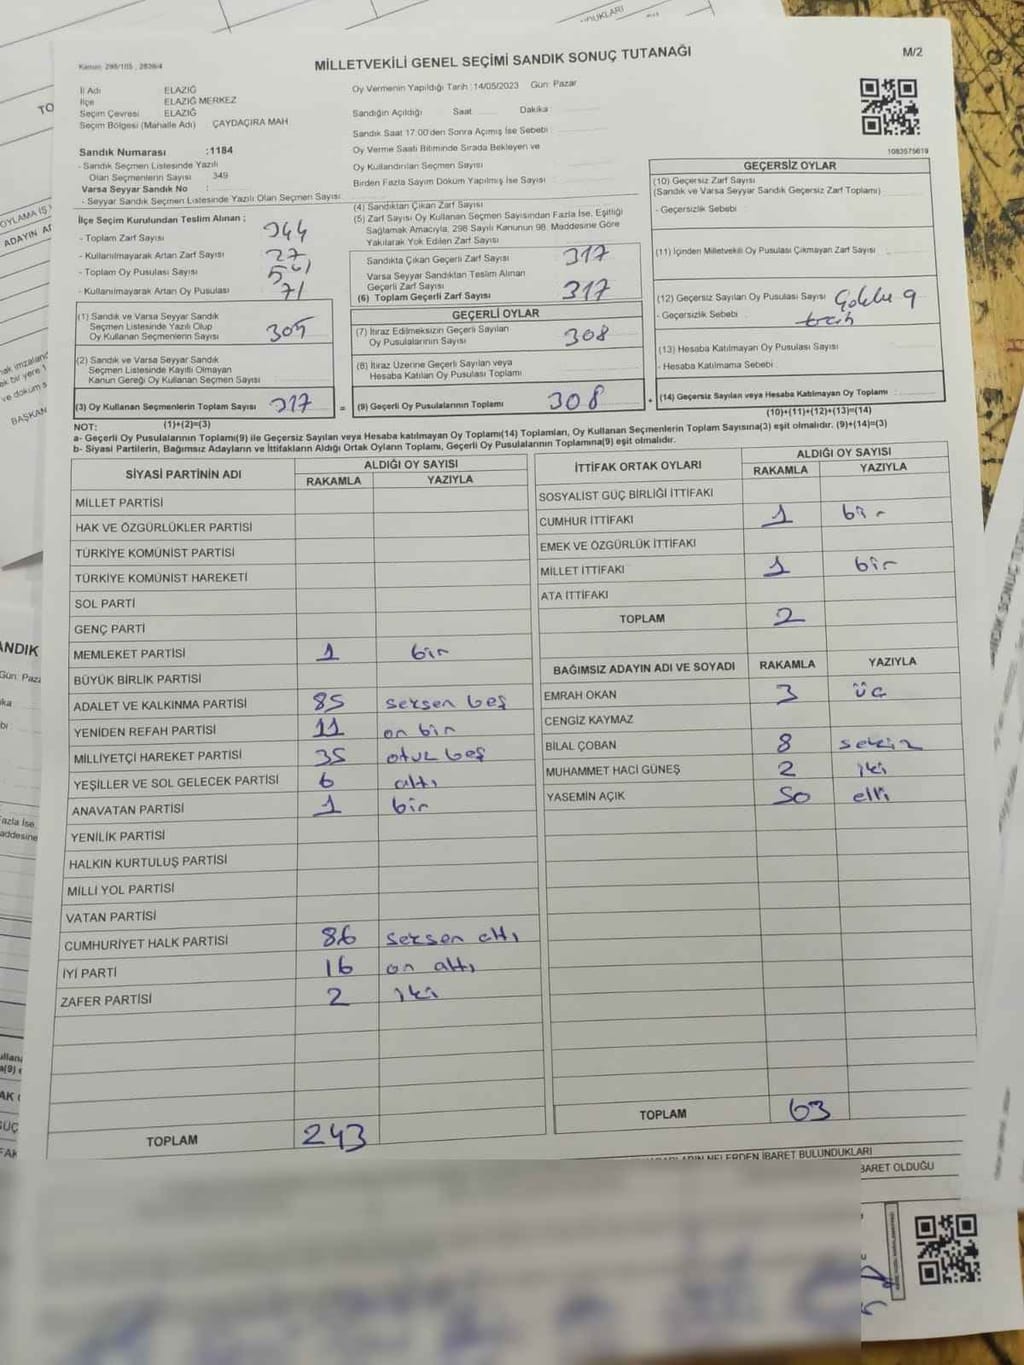 DUKLARI
Kanun: 298/105 , 2839/4
MİLLETVEKİLİ GENEL SEÇİMİ SANDIK SONUÇ TUTANAĞI
M/2
İl Adı ELAZIĞ
İlçe ELAZIĞ MERKEZ
Seçim Çevresi ELAZIĞ
Seçim Bölgesi (Mahalle Adı) ÇAYDAÇIRA MAH.
Sandık Numarası :1184
- Sandık Seçmen Listesinde Yazılı
Olan Seçmenlerin Sayısı 349
Varsa Seyyar Sandık No :
- Seyyar Sandık Seçmen Listesinde Yazılı Olan Seçmen Sayısı
Oy Vermenin Yapıldığı Tarih :14/05/2023 Gün: Pazar
Sandığın Açıldığı Saat Dakika
Sandık Saat 17:00'den Sonra Açımış İse Sebebi
Oy Verme Saati Bitiminde Sırada Bekleyen ve
Oy Kullandırılan Seçmen Sayısı
Birden Fazla Sayım Döküm Yapılmış İse Sayısı
1083575619
İlçe Seçim Kurulundan Teslim Alınan ;
- Toplam Zarf Sayısı 344
- Kullanılmayarak Artan Zarf Sayısı 27
- Toplam Oy Pusulası Sayısı
- Kullanılmayarak Artan Oy Pusulası 71
(4) Sandıktan Çıkan Zarf Sayısı
(5) Zarf Sayısı Oy Kullanan Seçmen Sayısından Fazla İse, Eşitliği
Sağlamak Amacıyla, 298 Sayılı Kanunun 98. Maddesine Göre
Yakılarak Yok Edilen Zarf Sayısı
Sandıkta Çıkan Geçerli Zarf Sayısı 317
Varsa Seyyar Sandıktan Teslim Alınan
Geçerli Zarf Sayısı
(6) Toplam Geçerli Zarf Sayısı 317
GEÇERSİZ OYLAR
(10) Geçersiz Zarf Sayısı
(Sandık ve Varsa Seyyar Sandık Geçersiz Zarf Toplamı)
- Geçersizlik Sebebi
(11) İçinden Milletvekili Oy Pusulası Çıkmayan Zarf Sayısı
(12) Geçersiz Sayılan Oy Pusulası Sayısı Çoklu 9
- Geçersizlik Sebebi
(13) Hesaba Katılmayan Oy Pusulası Sayısı
- Hesaba Katılmama Sebebi
(14) Geçersiz Sayılan veya Hesaba Katılmayan Oy Toplamı
(10)+(11)+(12)+(13)=(14)
(1) Sandık ve Varsa Seyyar Sandık
Seçmen Listesinde Yazılı Olup
Oy Kullanan Seçmenlerin Sayısı 305
(2) Sandık ve Varsa Seyyar Sandık
Seçmen Listesinde Kayıtlı Olmayan
Kanun Gereği Oy Kullanan Seçmen Sayısı
(3) Oy Kullanan Seçmenlerin Toplam Sayısı 317 =
GEÇERLİ OYLAR
(7) İtiraz Edilmeksizin Geçerli Sayılan
Oy Pusulalarının Sayısı 308
(8) İtiraz Üzerine Geçerli Sayılan veya
Hesaba Katılan Oy Pusulası Toplamı
(9) Geçerli Oy Pusulalarının Toplamı 308 +
NOT: (1)+(2)=(3)
a- Geçerli Oy Pusulalarının Toplamı(9) ile Geçersiz Sayılan veya Hesaba katılmayan Oy Toplamı(14) Toplamları, Oy Kullanan Seçmenlerin Toplam Sayısına(3) eşit olmalıdır. (9)+(14)=(3)
b- Siyasi Partilerin, Bağımsız Adayların ve İttifakların Aldığı Ortak Oyların Toplamı, Geçerli Oy Pusulalarının Toplamına(9) eşit olmalıdır.
SİYASİ PARTİNİN ADI ALDIĞI OY SAYISI
RAKAMLA YAZIYLA
MİLLET PARTİSİ
HAK VE ÖZGÜRLÜKLER PARTİSİ
TÜRKİYE KOMÜNİST PARTİSİ
TÜRKİYE KOMÜNİST HAREKETİ
SOL PARTİ
GENÇ PARTİ
MEMLEKET PARTİSİ 1 bir
BÜYÜK BİRLİK PARTİSİ
ADALET VE KALKINMA PARTİSİ 85 seksen beş
YENİDEN REFAH PARTİSİ 11 on bir
MİLLİYETÇİ HAREKET PARTİSİ 35 otuz beş
YEŞİLLER VE SOL GELECEK PARTİSİ 6 altı
ANAVATAN PARTİSİ 1 bir
YENİLİK PARTİSİ
HALKIN KURTULUŞ PARTİSİ
MİLLİ YOL PARTİSİ
VATAN PARTİSİ
CUMHURİYET HALK PARTİSİ 86 seksen altı
İYİ PARTİ 16 on altı
ZAFER PARTİSİ 2 iki
TOPLAM 243
İTTİFAK ORTAK OYLARI ALDIĞI OY SAYISI
RAKAMLA YAZIYLA
SOSYALİST GÜÇ BİRLİĞİ İTTİFAKI
CUMHUR İTTİFAKI 1 bir
EMEK VE ÖZGÜRLÜK İTTİFAKI
MİLLET İTTİFAKI 1 bir
ATA İTTİFAKI
TOPLAM 2
BAĞIMSIZ ADAYIN ADI VE SOYADI RAKAMLA YAZIYLA
EMRAH OKAN 3 üç
CENGİZ KAYMAZ
BİLAL ÇOBAN 8 sekiz
MUHAMMET HACİ GÜNEŞ 2 iki
YASEMİN AÇIK 50 elli
TOPLAM 63
NELERDEN İBARET BULUNDUKLARI
BARET OLDUĞU